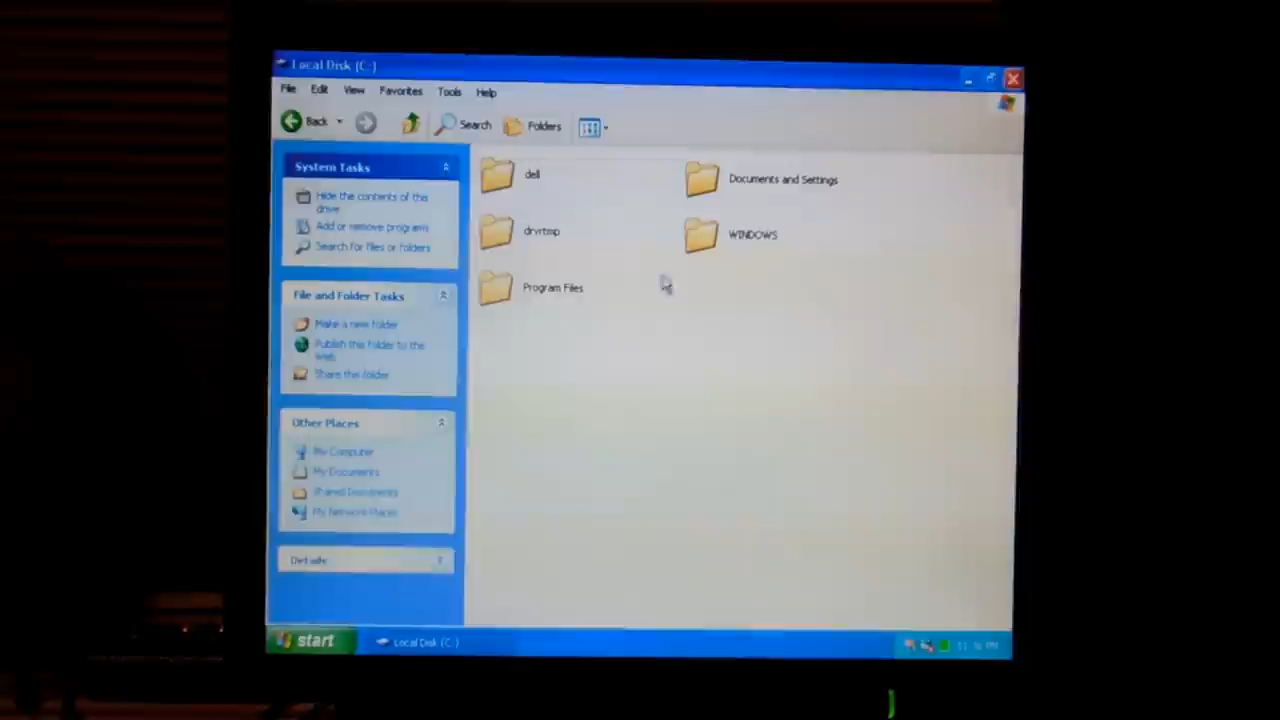 Local Disk (C:)
File Edit View Favorites Tools Help
Back Search Folders
System Tasks
Hide the contents of this
drive
Add or remove programs
Search for files or folders
File and Folder Tasks
Make a new folder
Publish this folder to the
Web
Share this folder
Other Places
My Computer
My Documents
Shared Documents
My Network Places
Details
dell
Documents and Settings
drvrtmp
WINDOWS
Program Files
start
Local Disk (C:)